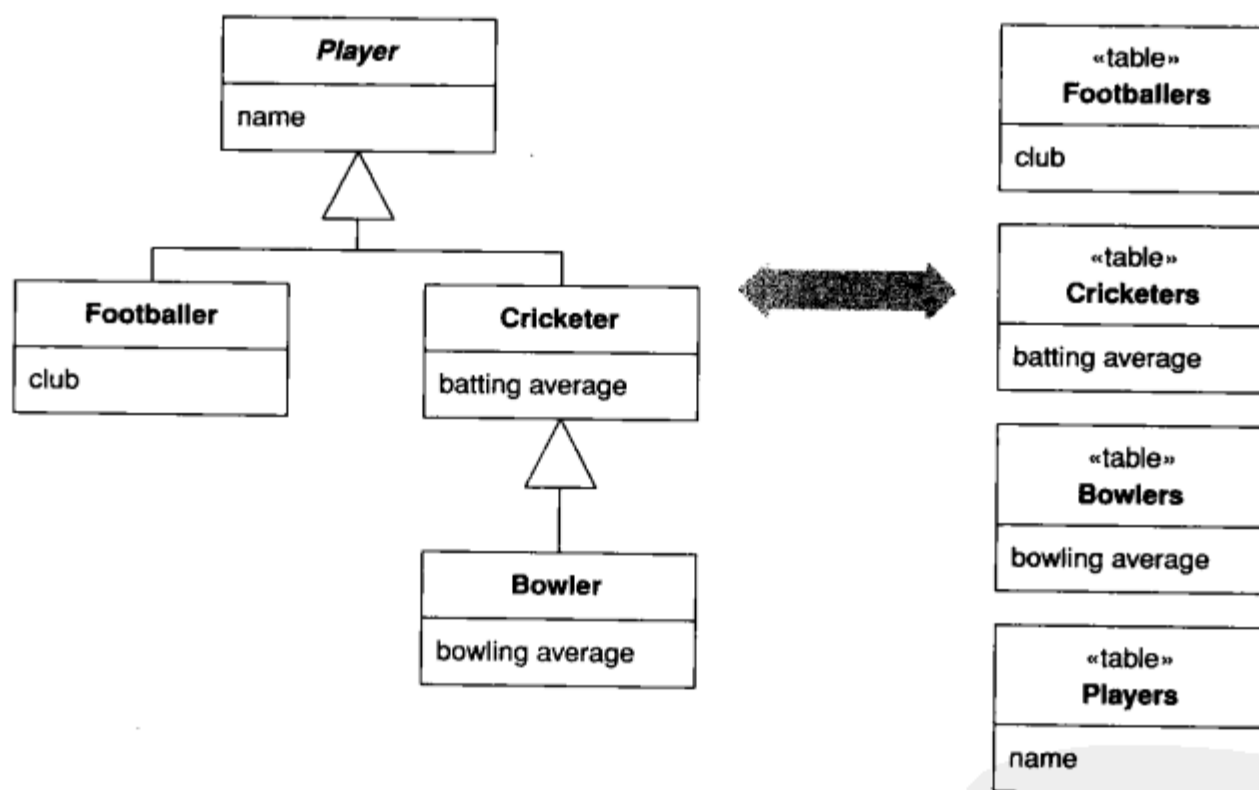 Player
name
Footballer
club
Cricketer
batting average
Bowler
bowling average
«table»
Footballers
club
«table»
Cricketers
batting average
«table»
Bowlers
bowling average
«table»
Players
name